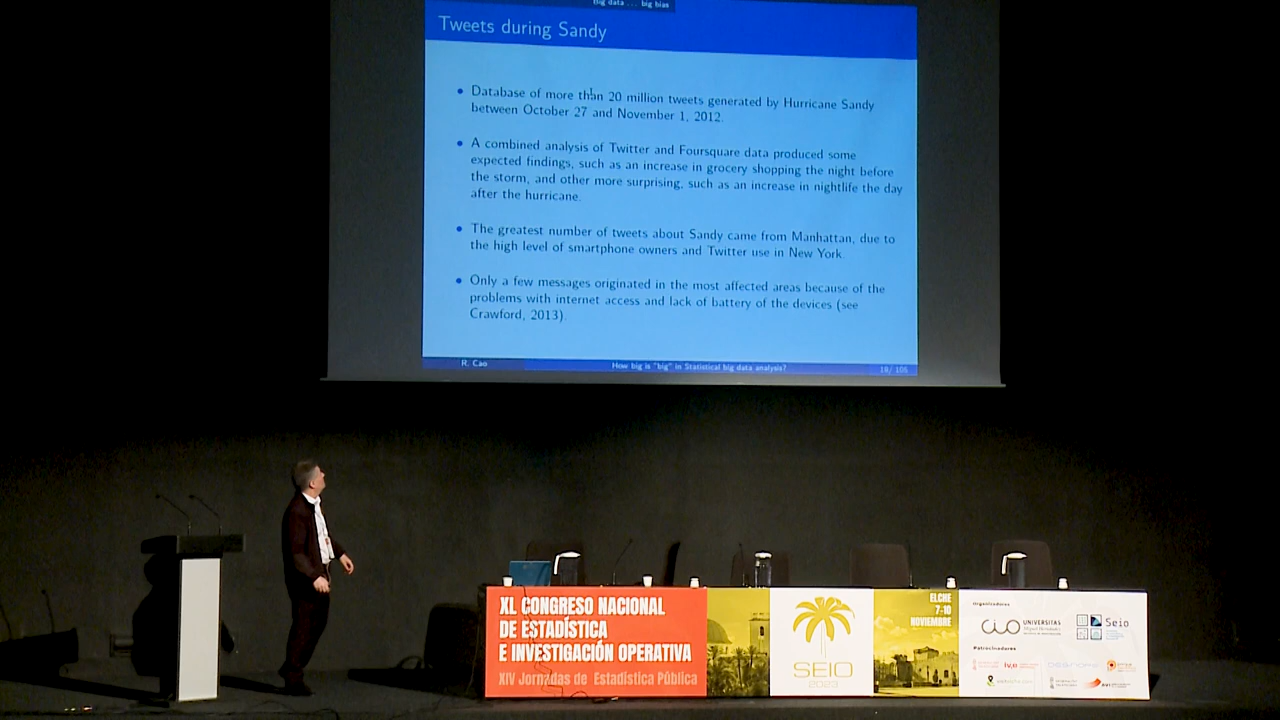 Big data ... big bias
Tweets during Sandy
Database of more than 20 million tweets generated by Hurricane Sandy
between October 27 and November 1, 2012.
A combined analysis of Twitter and Foursquare data produced some
expected findings, such as an increase in grocery shopping the night before
the storm, and other more surprising, such as an increase in nightlife the day
after the hurricane.
The greatest number of tweets about Sandy came from Manhattan, due to
the high level of smartphone owners and Twitter use in New York.
Only a few messages originated in the most affected areas because of the
problems with internet access and lack of battery of the devices (see
Crawford, 2013).
R. Cao
How big is "big" in Statistical big data analysis?
18/ 105
XL CONGRESO NACIONAL
DE ESTADÍSTICA
E INVESTIGACIÓN OPERATIVA
XIV Jornadas de Estadística Pública
SEIO
2023
ELCHE
7-10
NOVIEMBRE
Organizadores
CIO
UNIVERSITAS
Miguel Hernández
Seio
Patrocinadores
iv,e